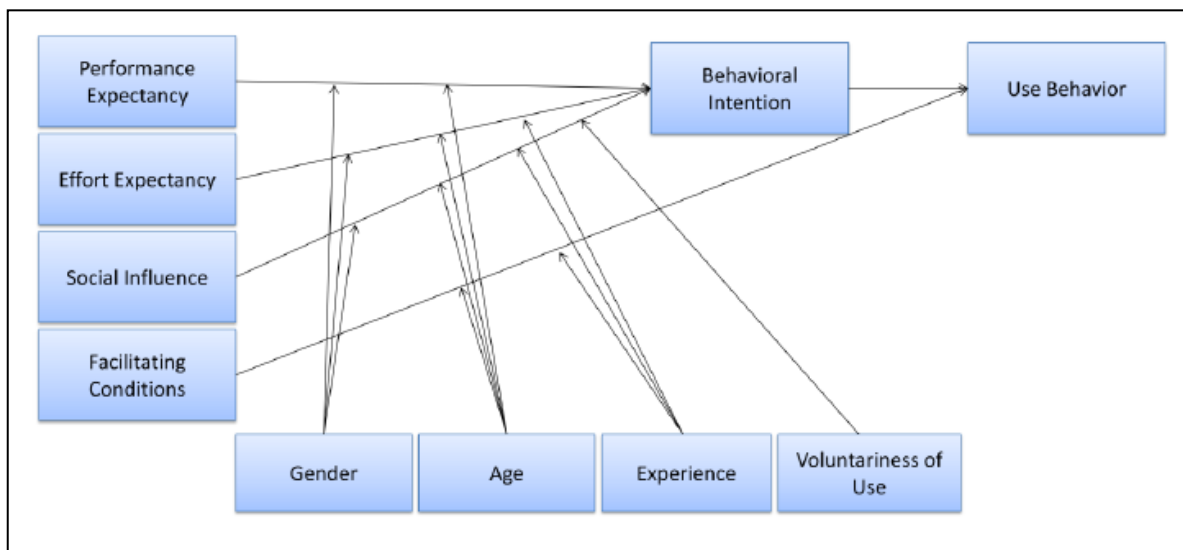 Performance
Expectancy
Behavioral
Intention
Use Behavior
Effort Expectancy
Social Influence
Facilitating
Conditions
Gender
Age
Experience
Voluntariness of
Use